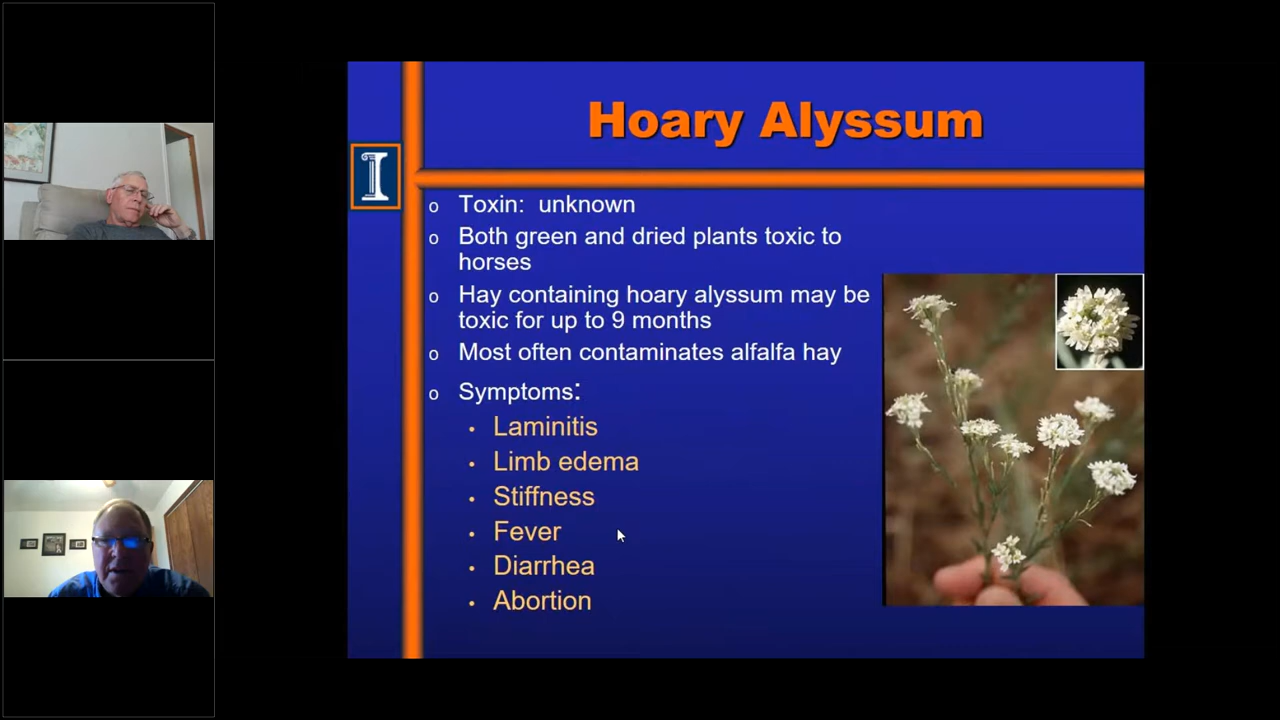 Hoary Alyssum
I
o Toxin: unknown
o Both green and dried plants toxic to
horses
o Hay containing hoary alyssum may be
toxic for up to 9 months
o Most often contaminates alfalfa hay
o Symptoms:
• Laminitis
• Limb edema
• Stiffness
• Fever
• Diarrhea
• Abortion